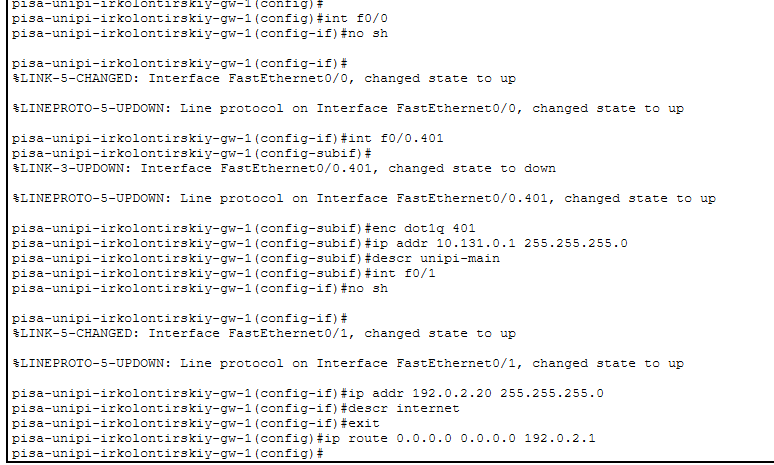 pisa-unipi-irkolontirskiy-gw-1(config)#
pisa-unipi-irkolontirskiy-gw-1(config)#int f0/0
pisa-unipi-irkolontirskiy-gw-1(config-if)#no sh
pisa-unipi-irkolontirskiy-gw-1(config-if)#
%LINK-5-CHANGED: Interface FastEthernet0/0, changed state to up
%LINEPROTO-5-UPDOWN: Line protocol on Interface FastEthernet0/0, changed state to up
pisa-unipi-irkolontirskiy-gw-1(config-if)#int f0/0.401
pisa-unipi-irkolontirskiy-gw-1(config-subif)#
%LINK-3-UPDOWN: Interface FastEthernet0/0.401, changed state to down
%LINEPROTO-5-UPDOWN: Line protocol on Interface FastEthernet0/0.401, changed state to up
pisa-unipi-irkolontirskiy-gw-1(config-subif)#enc dot1q 401
pisa-unipi-irkolontirskiy-gw-1(config-subif)#ip addr 10.131.0.1 255.255.255.0
pisa-unipi-irkolontirskiy-gw-1(config-subif)#descr unipi-main
pisa-unipi-irkolontirskiy-gw-1(config-subif)#int f0/1
pisa-unipi-irkolontirskiy-gw-1(config-if)#no sh
pisa-unipi-irkolontirskiy-gw-1(config-if)#
%LINK-5-CHANGED: Interface FastEthernet0/1, changed state to up
%LINEPROTO-5-UPDOWN: Line protocol on Interface FastEthernet0/1, changed state to up
pisa-unipi-irkolontirskiy-gw-1(config-if)#ip addr 192.0.2.20 255.255.255.0
pisa-unipi-irkolontirskiy-gw-1(config-if)#descr internet
pisa-unipi-irkolontirskiy-gw-1(config-if)#exit
pisa-unipi-irkolontirskiy-gw-1(config)#ip route 0.0.0.0 0.0.0.0 192.0.2.1
pisa-unipi-irkolontirskiy-gw-1(config)#